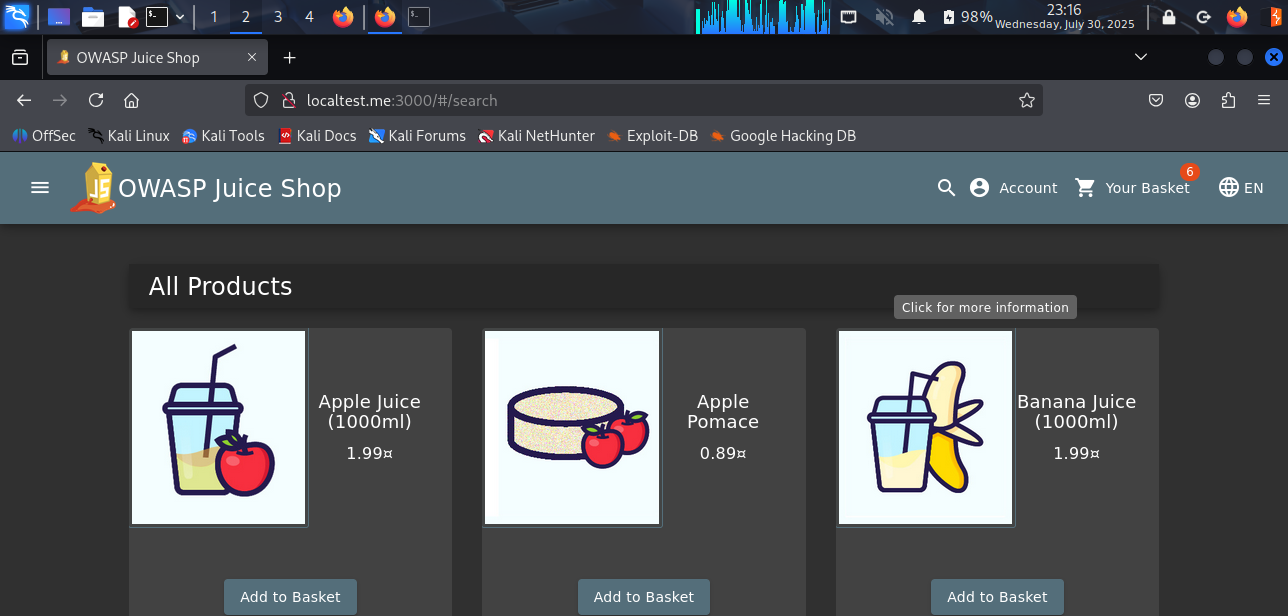 1 2 3 4 98% 23:16
Wednesday, July 30, 2025
OWASP Juice Shop
localtest.me:3000/#/search
OffSec Kali Linux Kali Tools Kali Docs Kali Forums Kali NetHunter Exploit-DB Google Hacking DB
JS OWASP Juice Shop Account Your Basket 6 EN
All Products
Click for more information
Apple Juice
(1000ml)
1.99¤
Apple
Pomace
0.89¤
Banana Juice
(1000ml)
1.99¤
Add to Basket Add to Basket Add to Basket